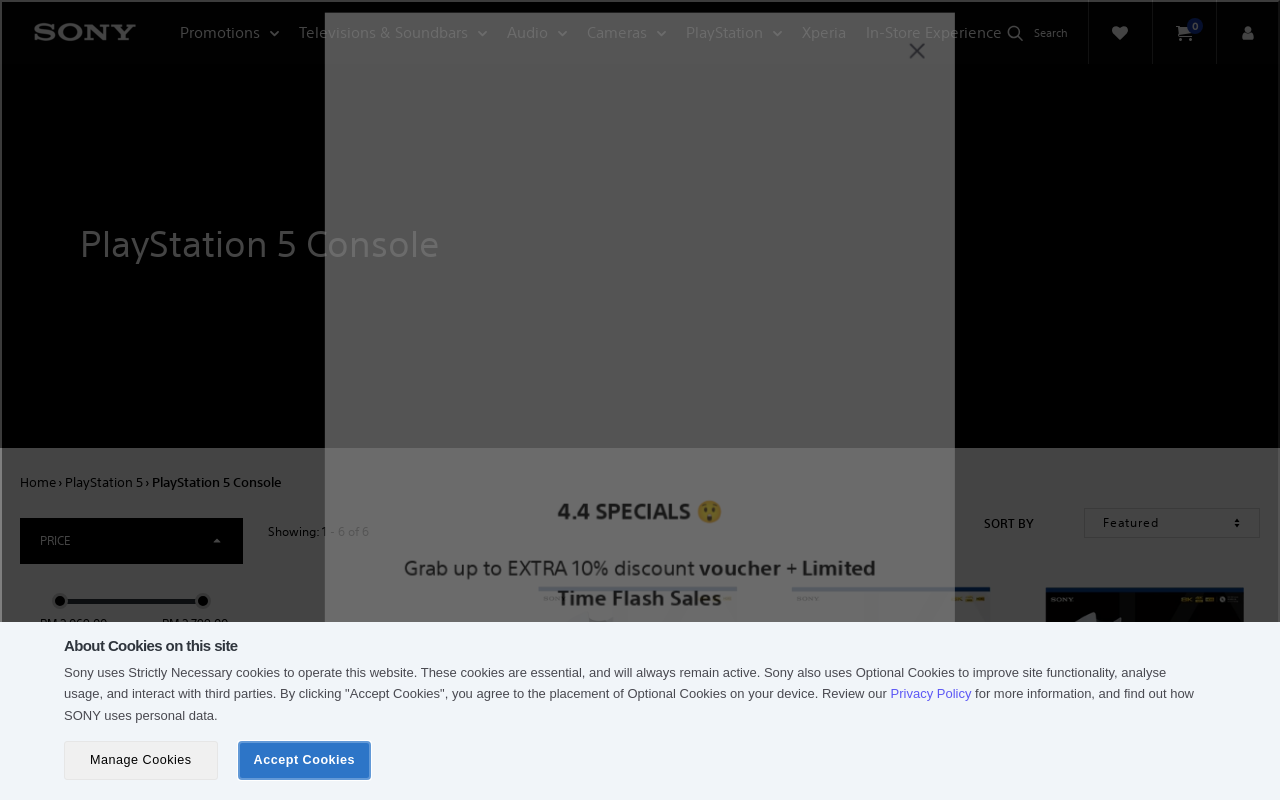 SONY
Promotions
Televisions & Soundbars
Audio
Cameras
PlayStation
Xperia
In-Store Experience
Search
0
PlayStation 5 Console
Home › PlayStation 5 › PlayStation 5 Console
PRICE
Showing: 1 - 6 of 6
SORT BY
Featured
4.4 SPECIALS 😲
Grab up to EXTRA 10% discount voucher + Limited
Time Flash Sales
SONY
SONY
About Cookies on this site
Sony uses Strictly Necessary cookies to operate this website. These cookies are essential, and will always remain active. Sony also uses Optional Cookies to improve site functionality, analyse
usage, and interact with third parties. By clicking "Accept Cookies", you agree to the placement of Optional Cookies on your device. Review our Privacy Policy for more information, and find out how
SONY uses personal data.
Manage Cookies
Accept Cookies